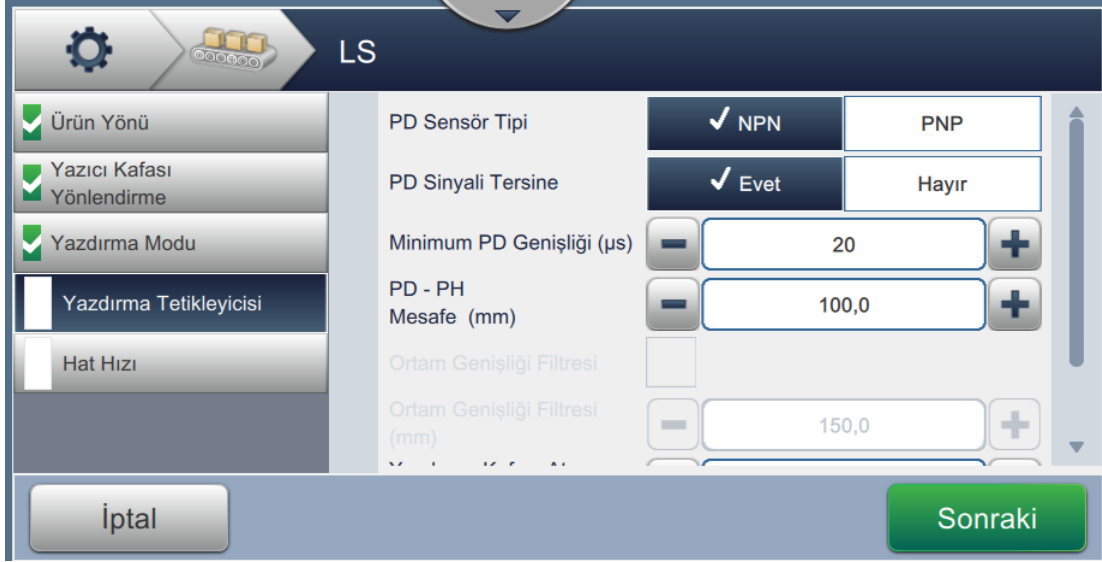 LS
Ürün Yönü
Yazıcı Kafası
Yönlendirme
Yazdırma Modu
Yazdırma Tetikleyicisi
Hat Hızı
PD Sensör Tipi
NPN
PNP
PD Sinyali Tersine
Evet
Hayır
Minimum PD Genişliği (µs)
20
PD - PH
Mesafe (mm)
100,0
Ortam Genişliği Filtresi
Ortam Genişliği Filtresi
(mm)
150,0
İptal
Sonraki